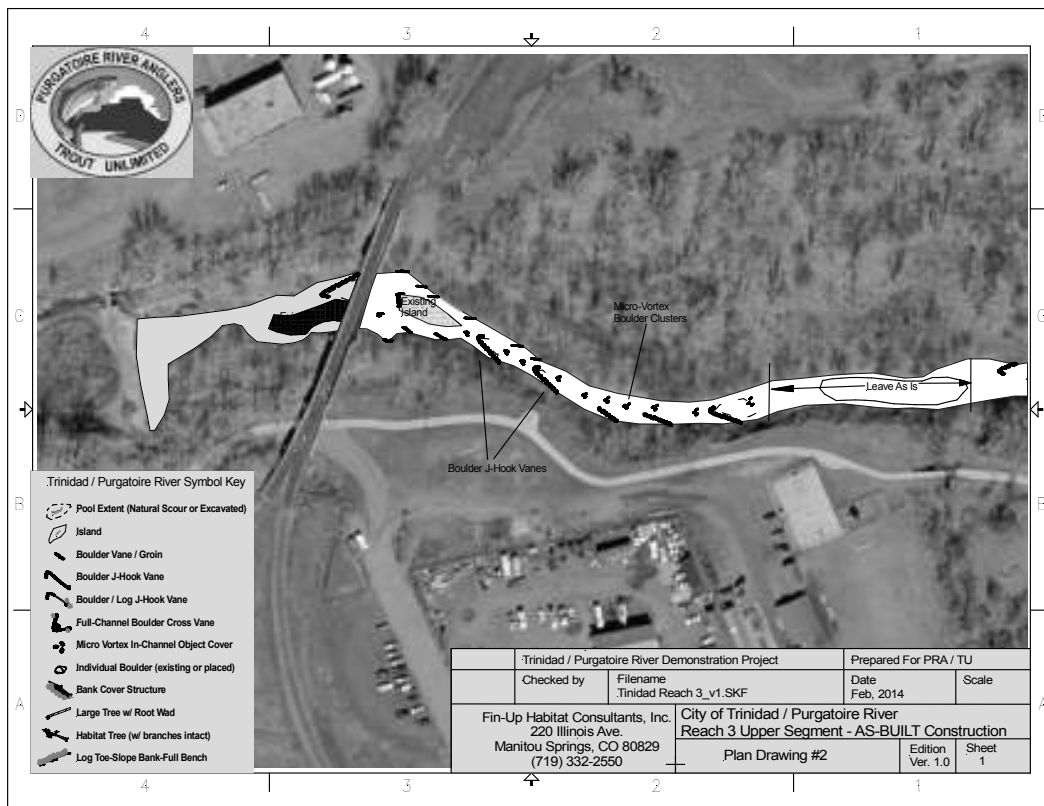 4 3 2 1
PURGATOIRE RIVER ANGLERS
TROUT UNLIMITED
D
C
B
A
Existing
Island
Micro-Vortex
Boulder Clusters
Leave As Is
Boulder J-Hook Vanes
Trinidad / Purgatoire River Symbol Key
Pool Extent (Natural Scour or Excavated)
Island
Boulder Vane / Groin
Boulder J-Hook Vane
Boulder / Log J-Hook Vane
Full-Channel Boulder Cross Vane
Micro Vortex In-Channel Object Cover
Individual Boulder (existing or placed)
Bank Cover Structure
Large Tree w/ Root Wad
Habitat Tree (w/ branches intact)
Log Toe-Slope Bank-Full Bench
Trinidad / Purgatoire River Demonstration Project
Prepared For PRA / TU
Checked by
Filename
Tinidad Reach 3_v1.SKF
Date
Feb, 2014
Scale
Fin-Up Habitat Consultants, Inc.
220 Illinois Ave.
Manitou Springs, CO 80829
(719) 332-2550
City of Trinidad / Purgatoire River
Reach 3 Upper Segment - AS-BUILT Construction
Plan Drawing #2
Edition
Ver. 1.0
Sheet
1
4 3 2 1